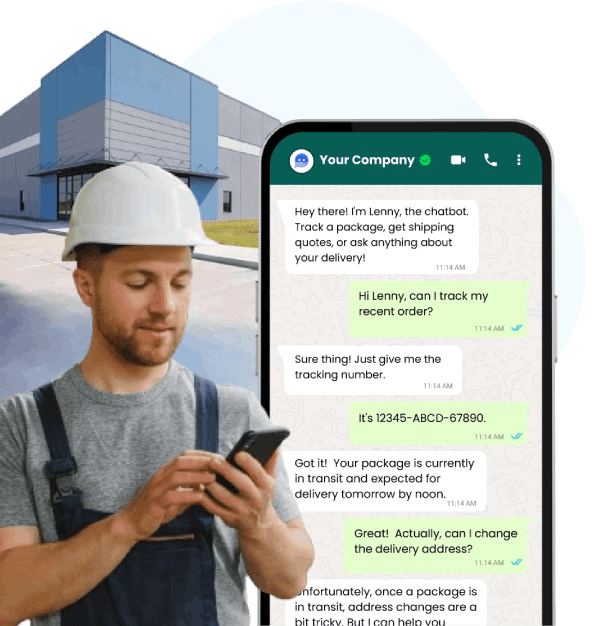 Your Company
Hey there! I'm Lenny, the chatbot.
Track a package, get shipping
quotes, or ask anything about
your delivery!
11:14 AM
Hi Lenny, can I track my
recent order?
11:14 AM
Sure thing! Just give me the
tracking number.
11:14 AM
It's 12345-ABCD-67890.
11:14 AM
Got it!  Your package is currently
in transit and expected for
delivery tomorrow by noon.
11:14 AM
Great!  Actually, can I change
the delivery address?
11:14 AM
nfortunately, once a package is
in transit, address changes are a
bit tricky. But I can help you